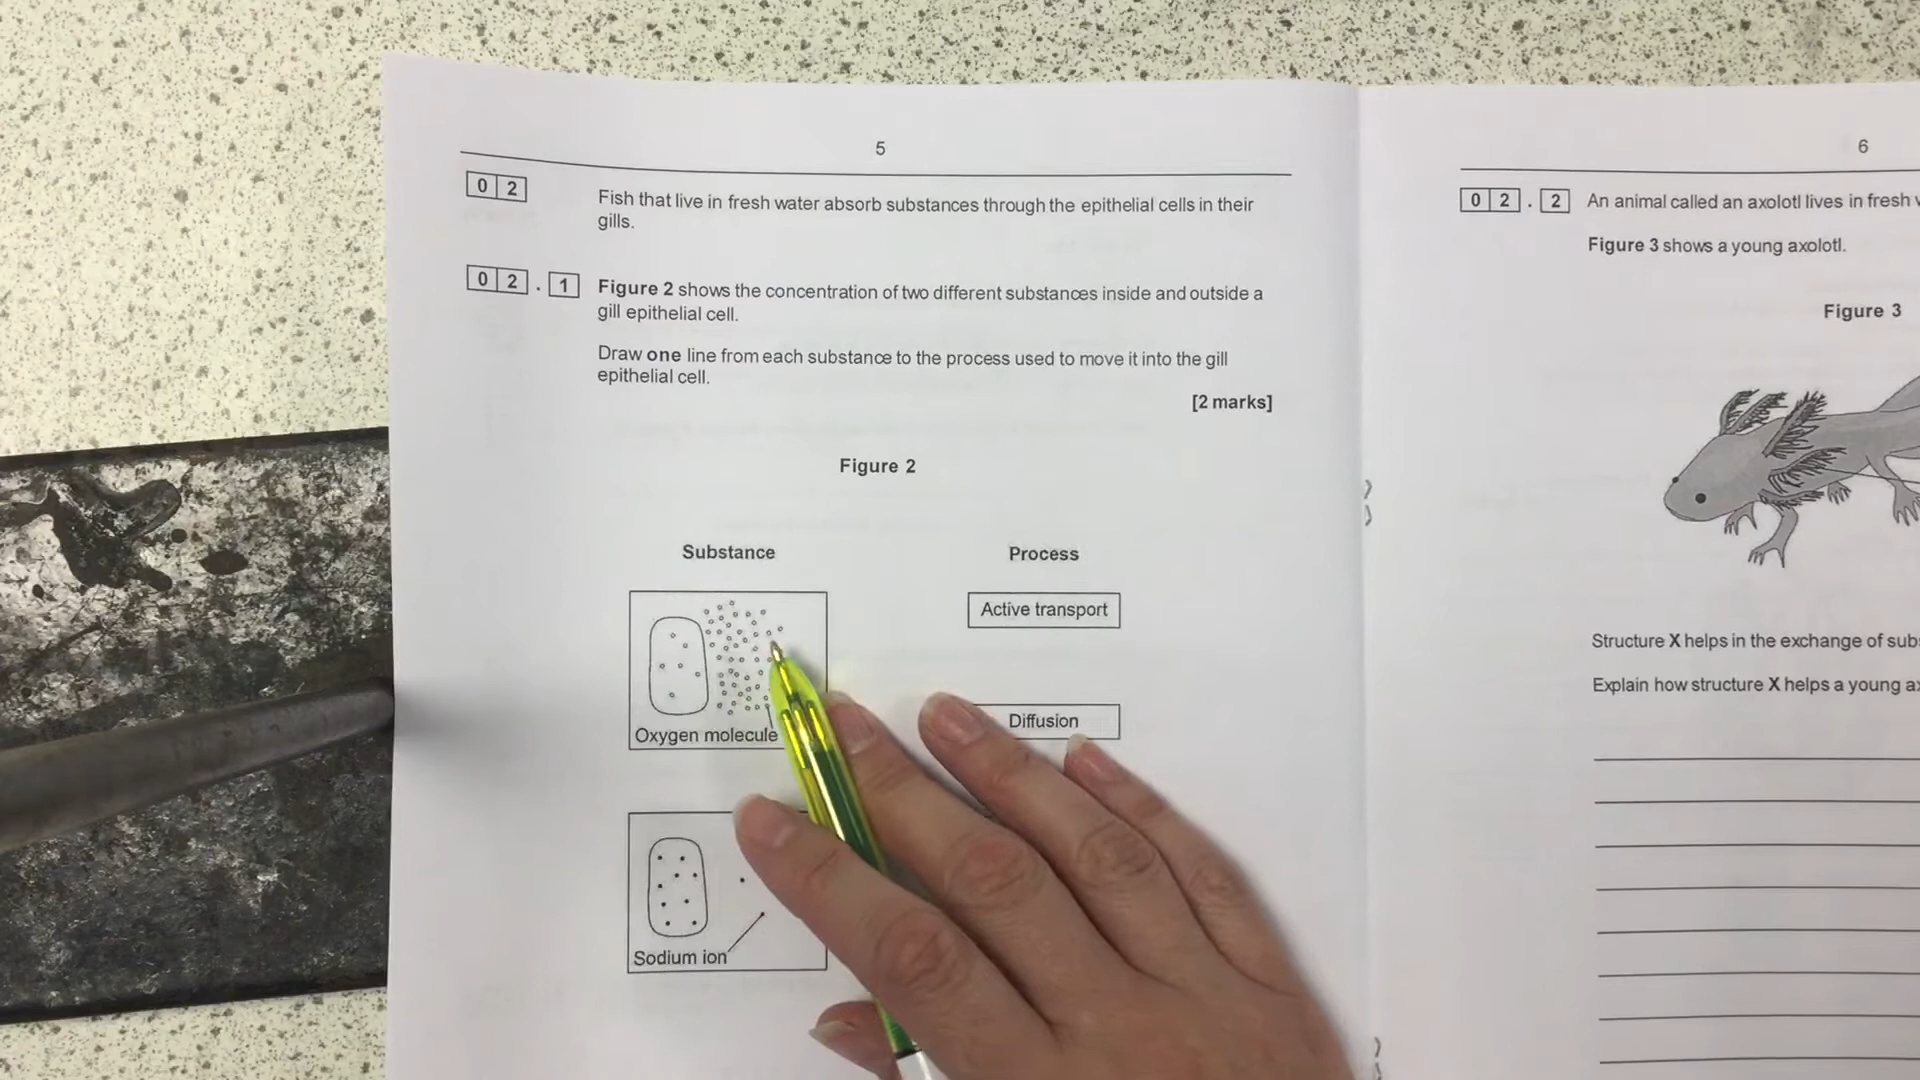 5
0 2
Fish that live in fresh water absorb substances through the epithelial cells in their
gills.
0 2 . 1
Figure 2 shows the concentration of two different substances inside and outside a
gill epithelial cell.
Draw one line from each substance to the process used to move it into the gill
epithelial cell.
[2 marks]
Figure 2
Substance
Process
Active transport
Oxygen molecule
Diffusion
Sodium ion
6
0 2 . 2
An animal called an axolotl lives in fresh
Figure 3 shows a young axolotl.
Figure 3
Structure X helps in the exchange of
Explain how structure X helps a young